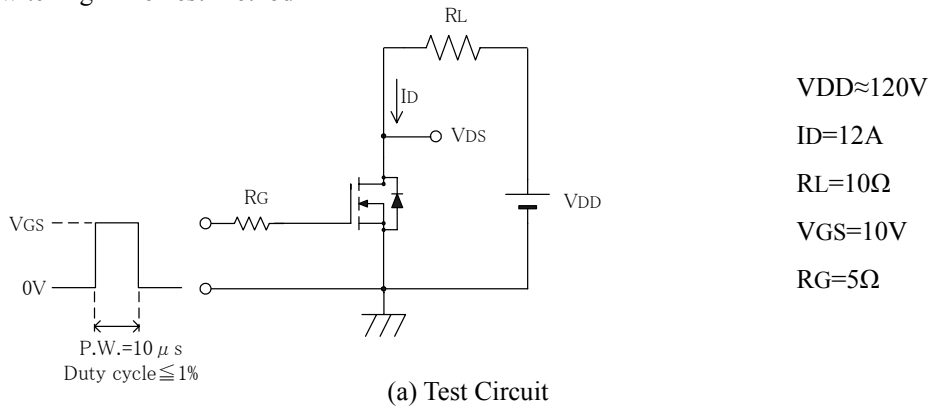 RL
ID
VDS
RG
VDD
VGS
0V
P.W.=10 μ s
Duty cycle≦1%
VDD≈120V
ID=12A
RL=10Ω
VGS=10V
RG=5Ω
(a) Test Circuit